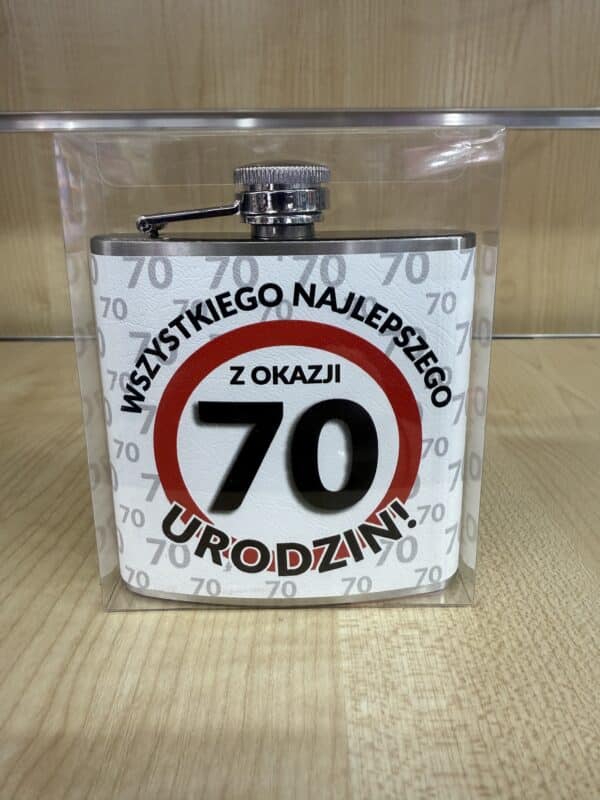 WSZYSTKIEGO NAJLEPSZEGO
Z OKAZJI
70
URODZIN!